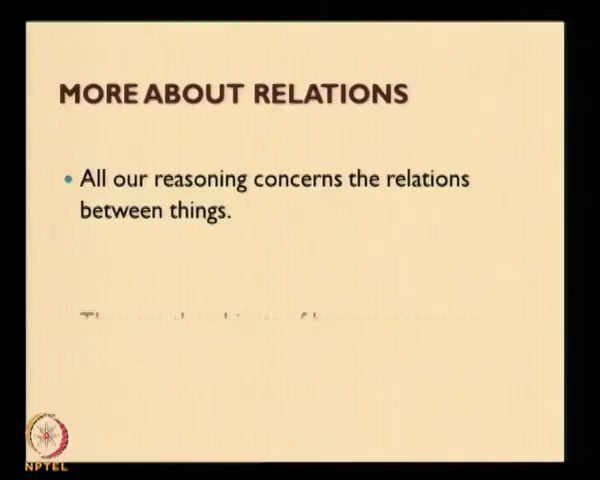 MORE ABOUT RELATIONS
All our reasoning concerns the relations
between things.
NPTEL